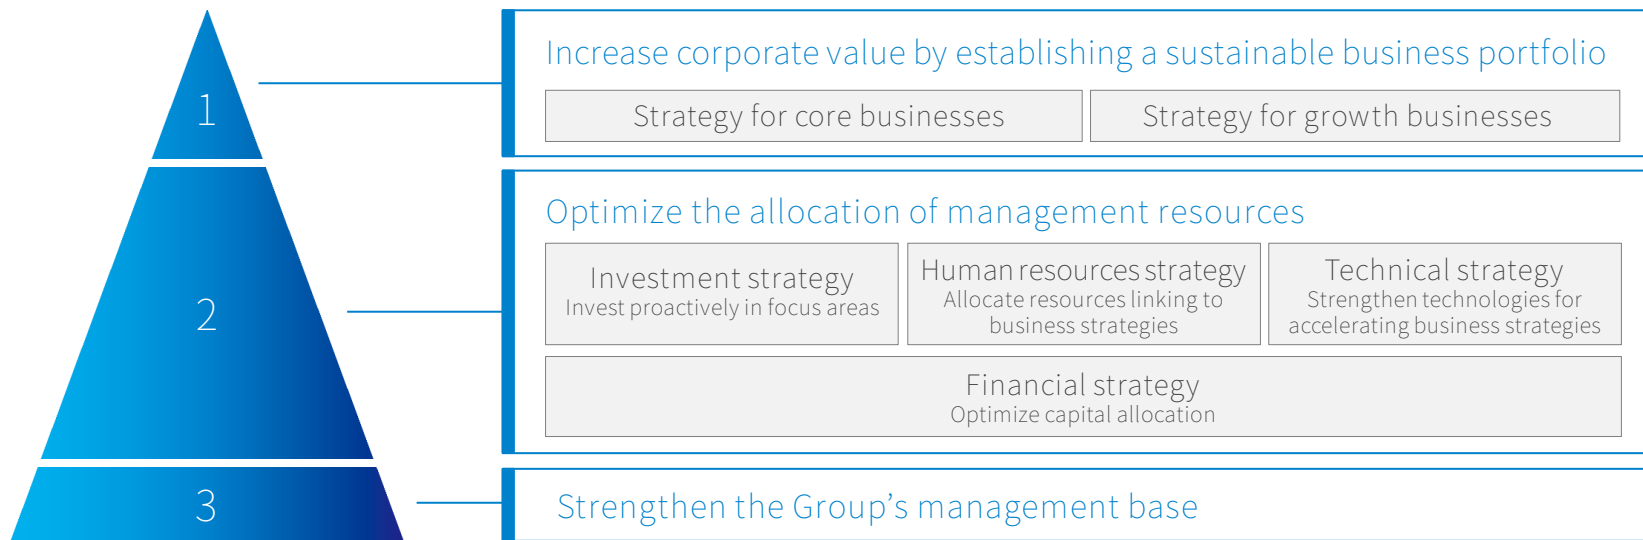 1
Increase corporate value by establishing a sustainable business portfolio
Strategy for core businesses
Strategy for growth businesses
2
Optimize the allocation of management resources
Investment strategy
Invest proactively in focus areas
Human resources strategy
Allocate resources linking to
business strategies
Technical strategy
Strengthen technologies for
accelerating business strategies
Financial strategy
Optimize capital allocation
3
Strengthen the Group’s management base